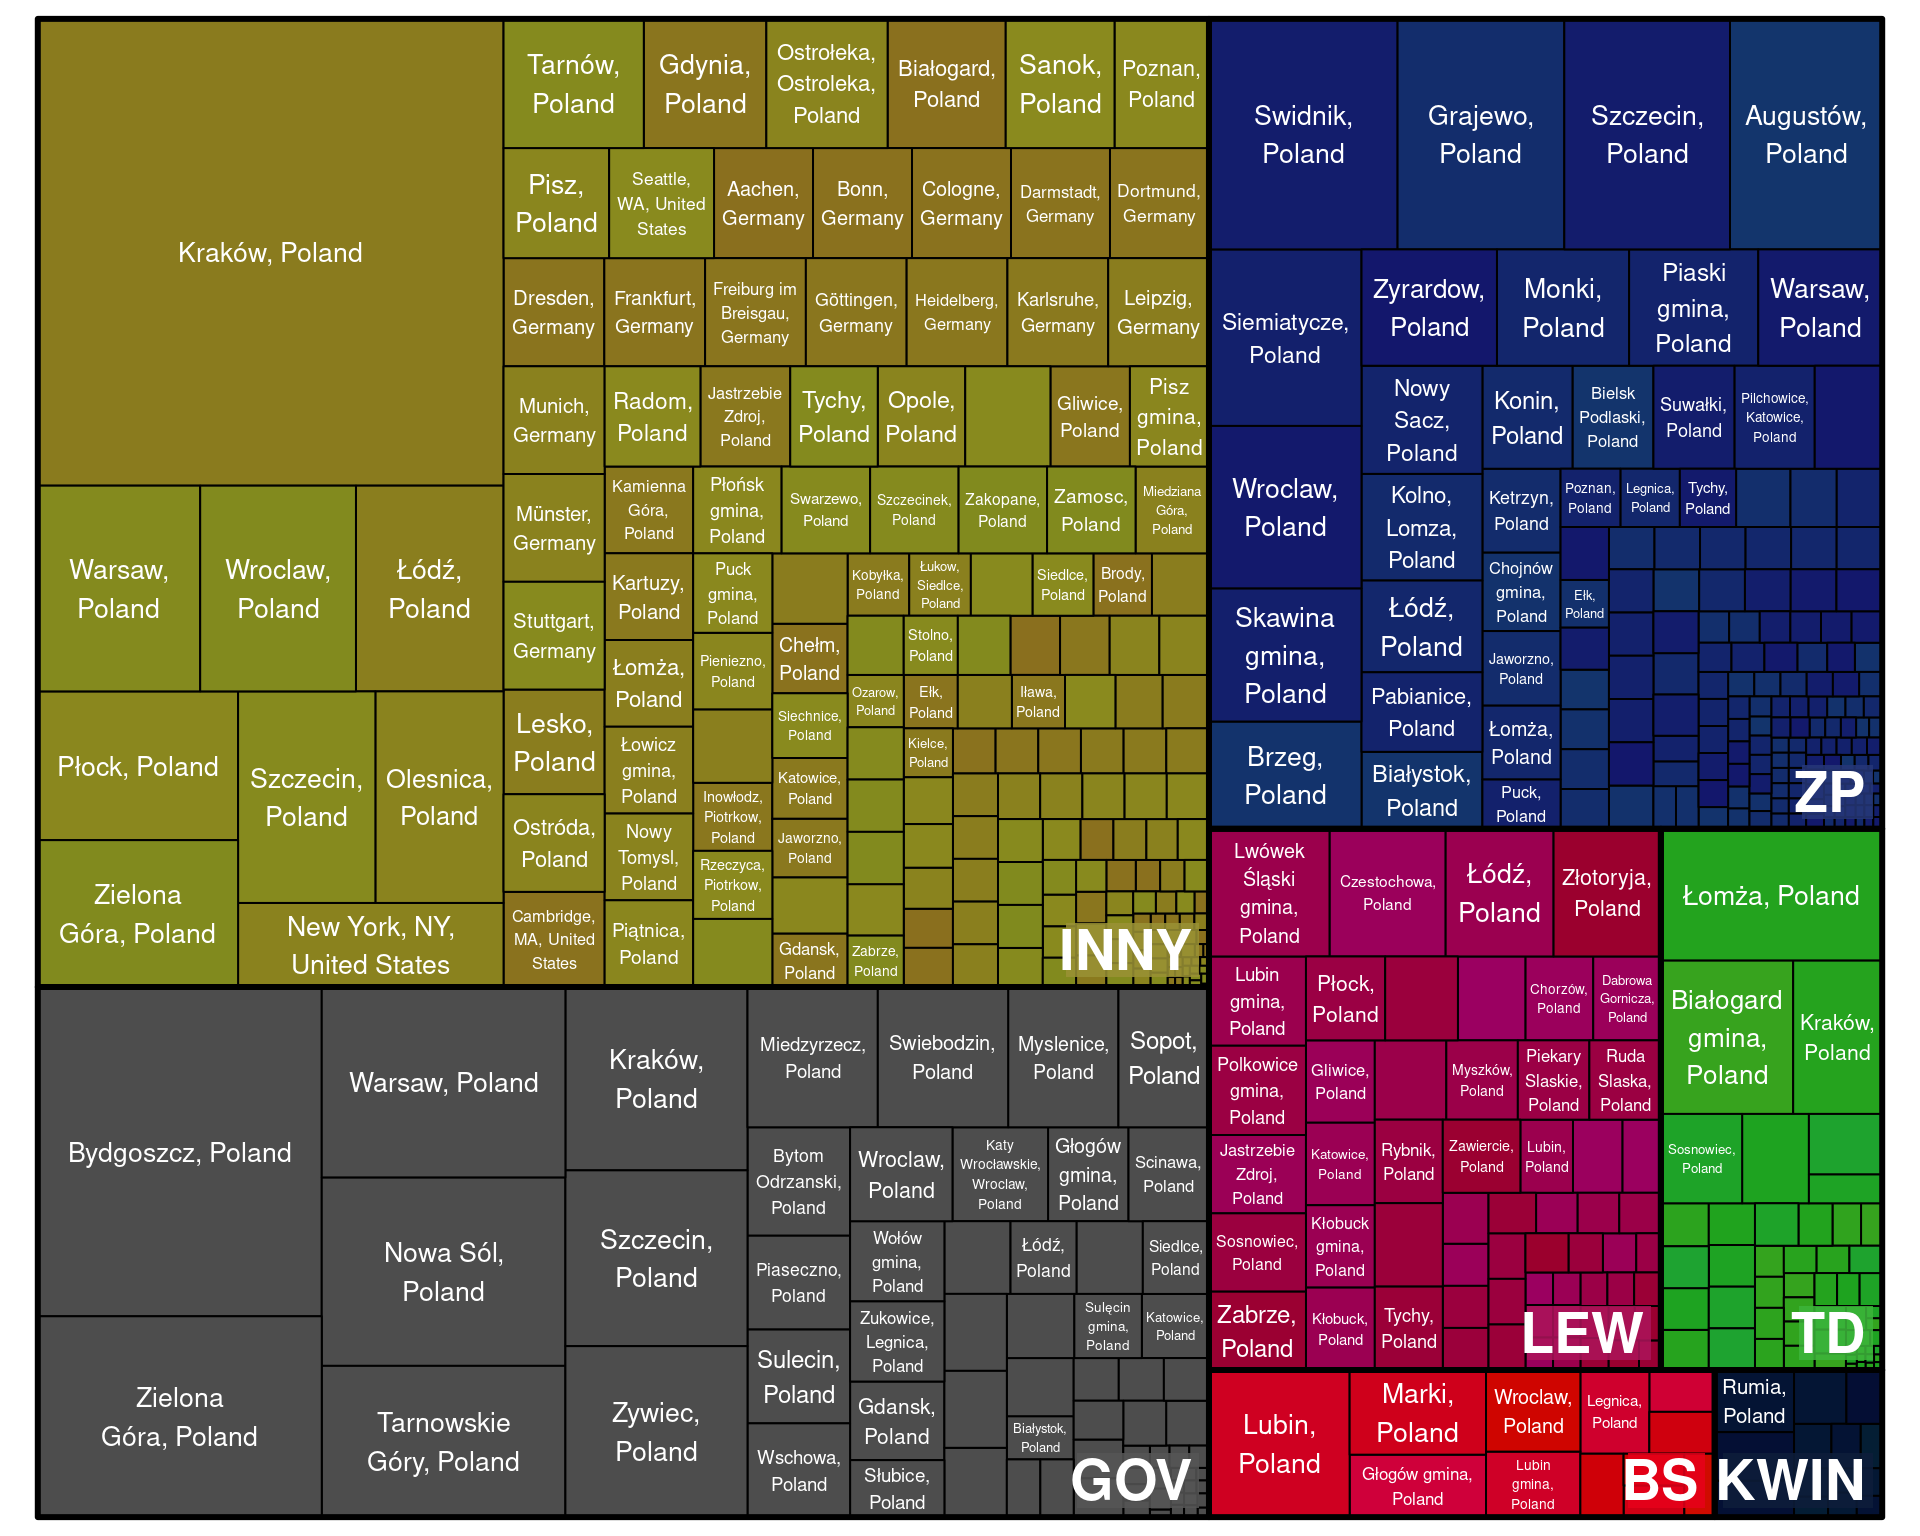 Kraków, Poland
Warsaw,
Poland
Wroclaw,
Poland
Łódź,
Poland
Płock, Poland
Zielona
Góra, Poland
Szczecin,
Poland
Olesnica,
Poland
New York, NY,
United States
Tarnów,
Poland
Gdynia,
Poland
Ostrołeka,
Ostroleka,
Poland
Białogard,
Poland
Sanok,
Poland
Poznan,
Poland
Pisz,
Poland
Seattle,
WA, United
States
Aachen,
Germany
Bonn,
Germany
Cologne,
Germany
Darmstadt,
Germany
Dortmund,
Germany
Dresden,
Germany
Frankfurt,
Germany
Freiburg im
Breisgau,
Germany
Göttingen,
Germany
Heidelberg,
Germany
Karlsruhe,
Germany
Leipzig,
Germany
Munich,
Germany
Münster,
Germany
Stuttgart,
Germany
Lesko,
Poland
Ostróda,
Poland
Cambridge,
MA, United
States
Radom,
Poland
Jastrzebie
Zdroj,
Poland
Tychy,
Poland
Opole,
Poland
Gliwice,
Poland
Pisz
gmina,
Poland
Kamienna
Góra,
Poland
Płońsk
gmina,
Poland
Swarzewo,
Poland
Szczecinek,
Poland
Zakopane,
Poland
Zamosc,
Poland
Miedziana
Góra,
Poland
Kartuzy,
Poland
Łomża,
Poland
Łowicz
gmina,
Poland
Nowy
Tomysl,
Poland
Piątnica,
Poland
Puck
gmina,
Poland
Pieniezno,
Poland
Inowłodz,
Piotrkow,
Poland
Rzeczyca,
Piotrkow,
Poland
Chełm,
Poland
Siechnice,
Poland
Katowice,
Poland
Jaworzno,
Poland
Gdansk,
Poland
Kobyłka,
Poland
Łukow,
Siedlce,
Poland
Siedlce,
Poland
Brody,
Poland
Stolno,
Poland
Ozarow,
Poland
Ełk,
Poland
Iława,
Poland
Kielce,
Poland
Zabrze,
Poland
INNY
Swidnik,
Poland
Grajewo,
Poland
Szczecin,
Poland
Augustów,
Poland
Siemiatycze,
Poland
Wroclaw,
Poland
Skawina
gmina,
Poland
Brzeg,
Poland
Zyrardow,
Poland
Monki,
Poland
Piaski
gmina,
Poland
Warsaw,
Poland
Nowy
Sacz,
Poland
Kolno,
Lomza,
Poland
Łódź,
Poland
Pabianice,
Poland
Białystok,
Poland
Konin,
Poland
Bielsk
Podlaski,
Poland
Suwałki,
Poland
Pilchowice,
Katowice,
Poland
Ketrzyn,
Poland
Chojnów
gmina,
Poland
Jaworzno,
Poland
Łomża,
Poland
Puck,
Poland
Poznan,
Poland
Legnica,
Poland
Tychy,
Poland
Ełk,
Poland
ZP
Bydgoszcz, Poland
Zielona
Góra, Poland
Warsaw, Poland
Nowa Sól,
Poland
Tarnowskie
Góry, Poland
Kraków,
Poland
Szczecin,
Poland
Zywiec,
Poland
Miedzyrzecz,
Poland
Swiebodzin,
Poland
Myslenice,
Poland
Sopot,
Poland
Bytom
Odrzanski,
Poland
Piaseczno,
Poland
Sulecin,
Poland
Wschowa,
Poland
Wroclaw,
Poland
Katy
Wrocławskie,
Wroclaw,
Poland
Głogów
gmina,
Poland
Scinawa,
Poland
Wołów
gmina,
Poland
Zukowice,
Legnica,
Poland
Gdansk,
Poland
Słubice,
Poland
Łódź,
Poland
Siedlce,
Poland
Sulęcin
gmina,
Poland
Katowice,
Poland
Białystok,
Poland
GOV
Lwówek
Śląski
gmina,
Poland
Czestochowa,
Poland
Łódź,
Poland
Złotoryja,
Poland
Lubin
gmina,
Poland
Polkowice
gmina,
Poland
Jastrzebie
Zdroj,
Poland
Sosnowiec,
Poland
Zabrze,
Poland
Płock,
Poland
Chorzów,
Poland
Dabrowa
Gornicza,
Poland
Gliwice,
Poland
Katowice,
Poland
Kłobuck
gmina,
Poland
Kłobuck,
Poland
Myszków,
Poland
Piekary
Slaskie,
Poland
Ruda
Slaska,
Poland
Rybnik,
Poland
Tychy,
Poland
Zawiercie,
Poland
Lubin,
Poland
LEW
Łomża, Poland
Białogard
gmina,
Poland
Kraków,
Poland
Sosnowiec,
Poland
TD
Lubin,
Poland
Marki,
Poland
Głogów gmina,
Poland
Wroclaw,
Poland
Lubin
gmina,
Poland
Legnica,
Poland
BS
Rumia,
Poland
KWIN